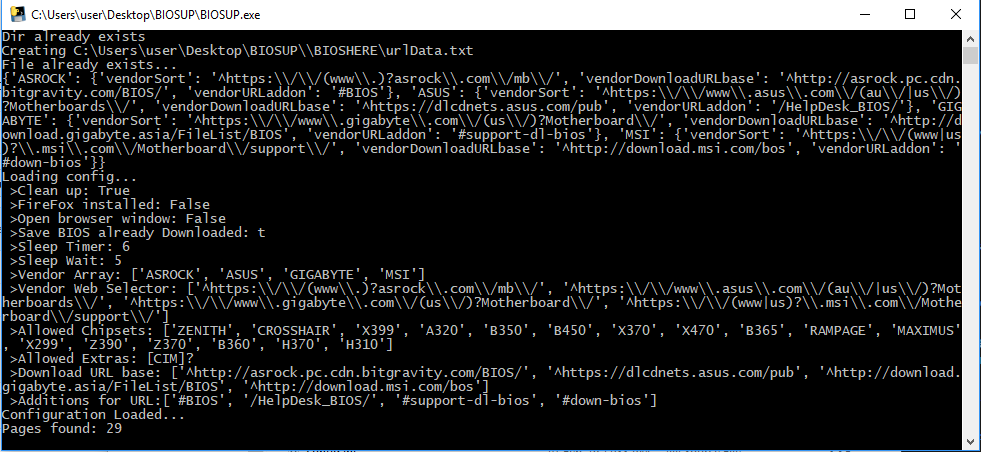 C:\Users\user\Desktop\BIOSUP\BIOSUP.exe
Dir already exists
Creating C:\Users\user\Desktop\BIOSUP\\BIOSHERE\urlData.txt
File already exists...
{'ASROCK': {'vendorSort': '^https:\\/\\/(www\\.)?asrock\\.com\\/mb\\/', 'vendorDownloadURLbase': '^http://asrock.pc.cdn.
bitgravity.com/BIOS/', 'vendorURLaddon': '#BIOS'}, 'ASUS': {'vendorSort': '^https:\\/\\/www\\.asus\\.com\\/(au\\/|us\\/)
?Motherboards\\/', 'vendorDownloadURLbase': '^https://dlcdnets.asus.com/pub', 'vendorURLaddon': '/HelpDesk_BIOS/'}, 'GIG
ABYTE': {'vendorSort': '^https:\\/\\/www\\.gigabyte\\.com\\/(us\\/)?Motherboard\\/', 'vendorDownloadURLbase': '^http://d
ownload.gigabyte.asia/FileList/BIOS', 'vendorURLaddon': '#support-dl-bios'}, 'MSI': {'vendorSort': '^https:\\/\\/(www|us
)?\\.msi\\.com\\/Motherboard\\/support\\/', 'vendorDownloadURLbase': '^http://download.msi.com/bos', 'vendorURLaddon': '
#down-bios'}}
Loading config...
>Clean up: True
>FireFox installed: False
>Open browser window: False
>Save BIOS already Downloaded: t
>Sleep Timer: 6
>Sleep Wait: 5
>Vendor Array: ['ASROCK', 'ASUS', 'GIGABYTE', 'MSI']
>Vendor Web Selector: ['^https:\\/\\/(www\\.)?asrock\\.com\\/mb\\/', '^https:\\/\\/www\\.asus\\.com\\/(au\\/|us\\/)?Mot
herboards\\/', '^https:\\/\\/www\\.gigabyte\\.com\\/(us\\/)?Motherboard\\/', '^https:\\/\\/(www|us)?\\.msi\\.com\\/Mothe
rboard\\/support\\/']
>Allowed Chipsets: ['ZENITH', 'CROSSHAIR', 'X399', 'A320', 'B350', 'B450', 'X370', 'X470', 'B365', 'RAMPAGE', 'MAXIMUS'
, 'X299', 'Z390', 'Z370', 'B360', 'H370', 'H310']
>Allowed Extras: [CIM]?
>Download URL base: ['^http://asrock.pc.cdn.bitgravity.com/BIOS/', '^https://dlcdnets.asus.com/pub', '^http://download.
gigabyte.asia/FileList/BIOS', '^http://download.msi.com/bos']
>Additions for URL:['#BIOS', '/HelpDesk_BIOS/', '#support-dl-bios', '#down-bios']
Configuration Loaded...
Pages found: 29